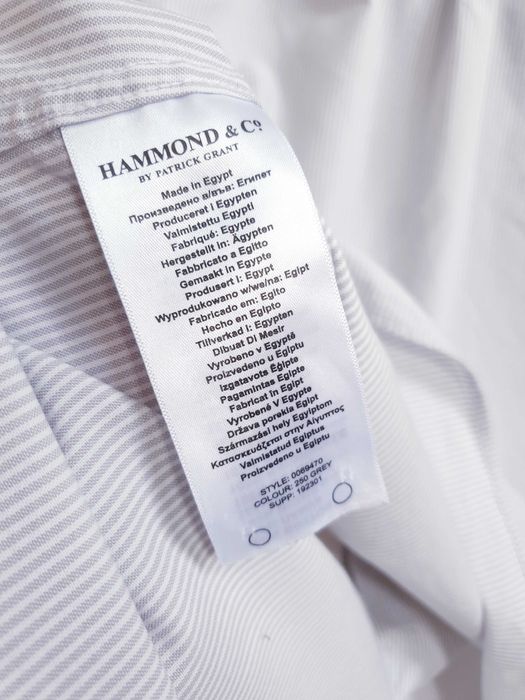 HAMMOND & Cº
BY PATRICK GRANT
Made in Egypt
Произведено в/във: Египет
Produceret i Egypten
Valmistettu Egypti
Fabriqué: Egypte
Hergestellt in: Ägypten
Fabbricato a Egitto
Gemaakt in Egypte
Produsert i: Egypt
Wyprodukowano w/we/na: Egipt
Fabricado em: Egito
Hecho en Egipto
Tillverkad i: Egypten
Dibuat Di Mesir
Vyrobeno v Egyptě
Proizvedeno u Egiptu
Izgatavots Ēģipte
Pagamintas Egipte
Fabricat în Egipt
Vyrobené V Egypte
Država porekla Egipt
Származási hely Egyiptom
Κατασκευάζεται στην Αίγυπτος
Valmistatud Egiptus
Proizvedeno u Egiptu
STYLE: 0069470
COLOUR: 250 GREY
SUPP: 192301